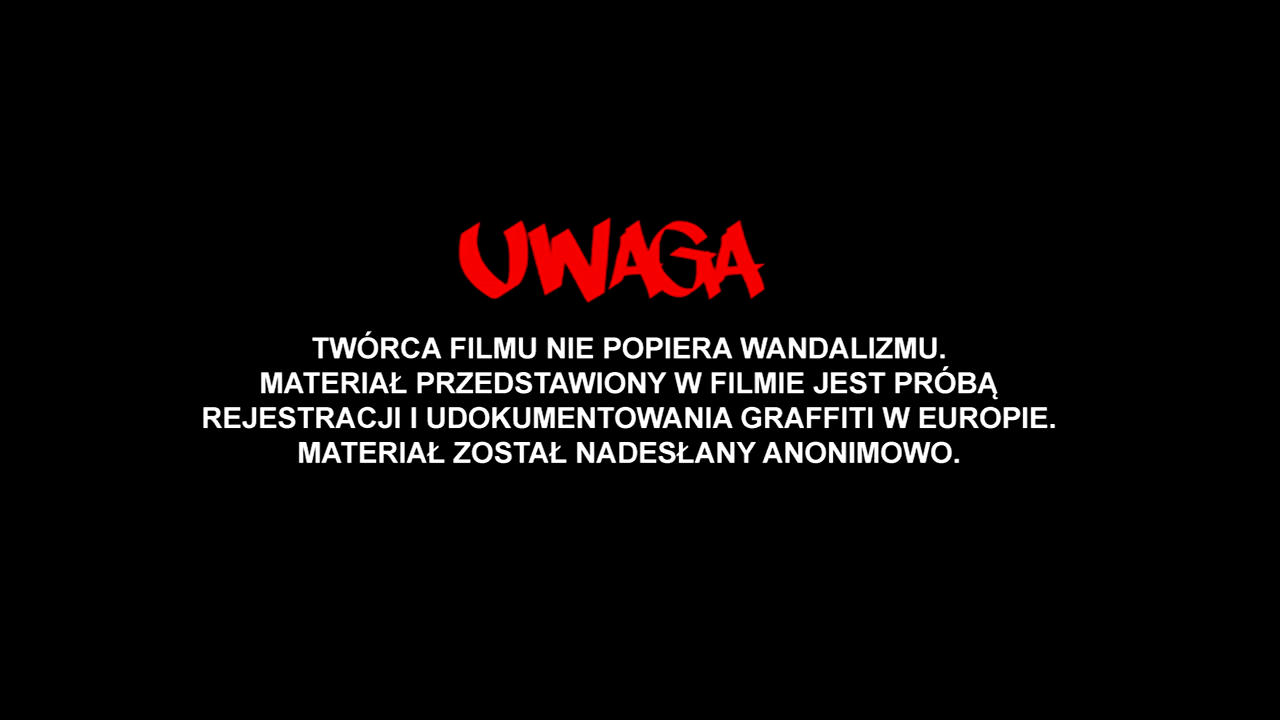 UWAGA
TWÓRCA FILMU NIE POPIERA WANDALIZMU.
MATERIAŁ PRZEDSTAWIONY W FILMIE JEST PRÓBĄ
REJESTRACJI I UDOKUMENTOWANIA GRAFFITI W EUROPIE.
MATERIAŁ ZOSTAŁ NADESŁANY ANONIMOWO.